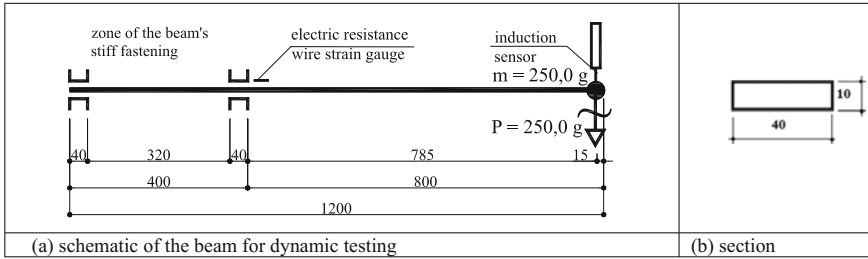 zone of the beam's
stiff fastening
electric resistance
wire strain gauge
induction
sensor
m = 250,0 g
P = 250,0 g
40
320
40
785
15
400
800
1200
10
40
(a) schematic of the beam for dynamic testing
(b) section